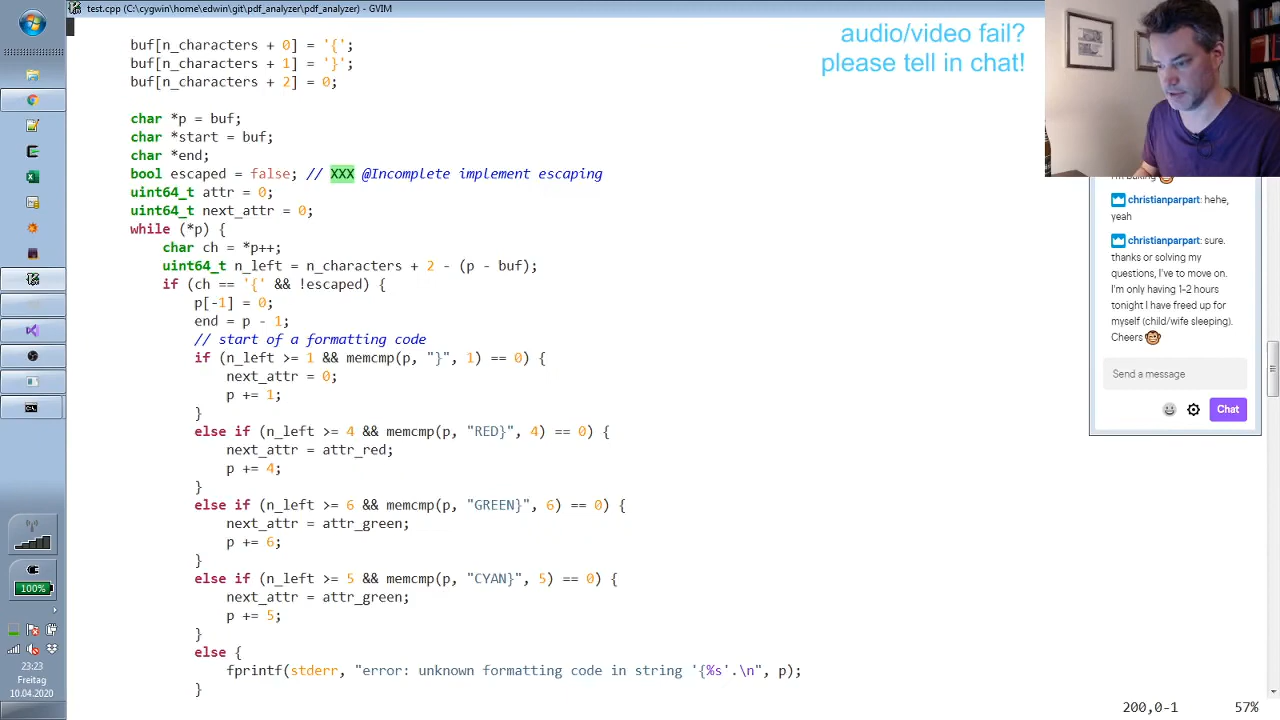 test.cpp (C:\cygwin\home\edwin\git\pdf_analyzer\pdf_analyzer) - GVIM
audio/video fail?
please tell in chat!
buf[n_characters + 0] = '{';
buf[n_characters + 1] = '}';
buf[n_characters + 2] = 0;
char *p = buf;
char *start = buf;
char *end;
bool escaped = false; // XXX @Incomplete implement escaping
uint64_t attr = 0;
uint64_t next_attr = 0;
while (*p) {
char ch = *p++;
uint64_t n_left = n_characters + 2 - (p - buf);
if (ch == '{' && !escaped) {
p[-1] = 0;
end = p - 1;
// start of a formatting code
if (n_left >= 1 && memcmp(p, "}", 1) == 0) {
next_attr = 0;
p += 1;
}
else if (n_left >= 4 && memcmp(p, "RED}", 4) == 0) {
next_attr = attr_red;
p += 4;
}
else if (n_left >= 6 && memcmp(p, "GREEN}", 6) == 0) {
next_attr = attr_green;
p += 6;
}
else if (n_left >= 5 && memcmp(p, "CYAN}", 5) == 0) {
next_attr = attr_green;
p += 5;
}
else {
fprintf(stderr, "error: unknown formatting code in string '{%s'.\n", p);
}
200,0-1 57%
christianparpart: hehe,
yeah
christianparpart: sure.
thanks or solving my
questions, I've to move on.
I'm only having 1-2 hours
tonight I have freed up for
myself (child/wife sleeping).
Cheers
Send a message
Chat
100%
23:23
Freitag
10.04.2020